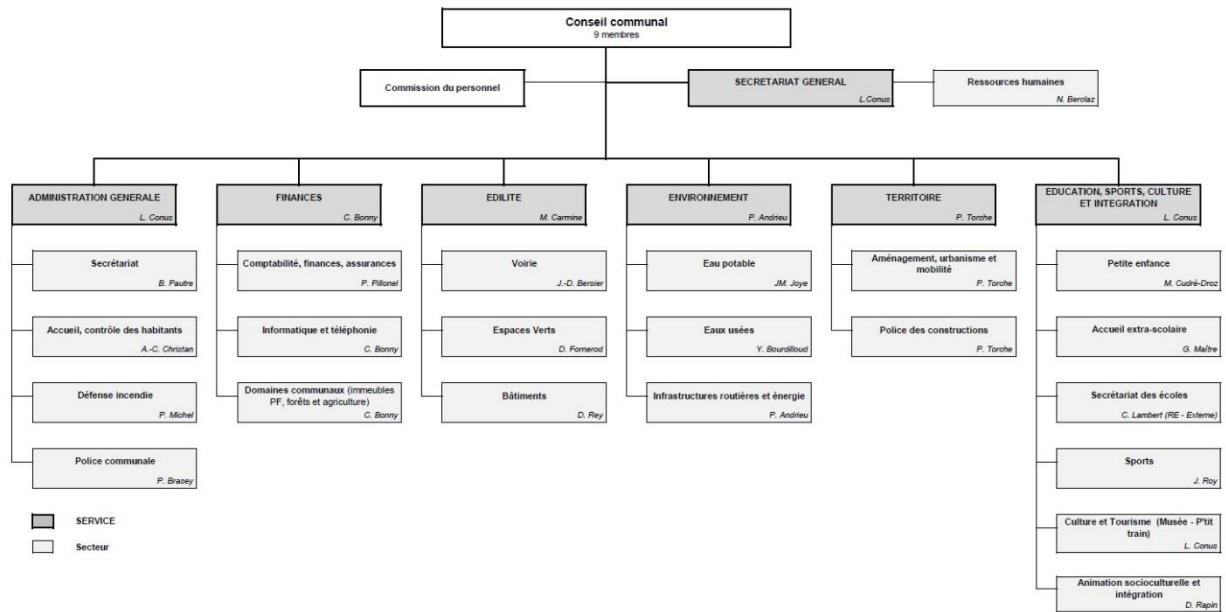 Conseil communal
9 membres
Commission du personnel
SECRETARIAT GENERAL
L.Conus
Ressources humaines
N. Berclaz
ADMINISTRATION GENERALE
L. Conus
Secrétariat
B. Pautre
Accueil, contrôle des habitants
A.-C. Christan
Défense incendie
P. Michel
Police communale
P. Brasey
FINANCES
C. Bonny
Comptabilité, finances, assurances
P. Pillonel
Informatique et téléphonie
C. Bonny
Domaines communaux (immeubles
PF, forêts et agriculture)
C. Bonny
EDILITE
M. Carmine
Voirie
J.-D. Bersier
Espaces Verts
D. Fornerod
Bâtiments
D. Rey
ENVIRONNEMENT
P. Andrieu
Eau potable
JM. Joye
Eaux usées
Y. Bourdilloud
Infrastructures routières et énergie
P. Andrieu
TERRITOIRE
P. Torche
Aménagement, urbanisme et
mobilité
P. Torche
Police des constructions
P. Torche
EDUCATION, SPORTS, CULTURE
ET INTEGRATION
L. Conus
Petite enfance
M. Cudré-Droz
Accueil extra-scolaire
G. Maître
Secrétariat des écoles
C. Lambert (RE - Externe)
Sports
J. Roy
Culture et Tourisme (Musée - P'tit
train)
L. Conus
Animation socioculturelle et
intégration
D. Rapin
SERVICE
Secteur